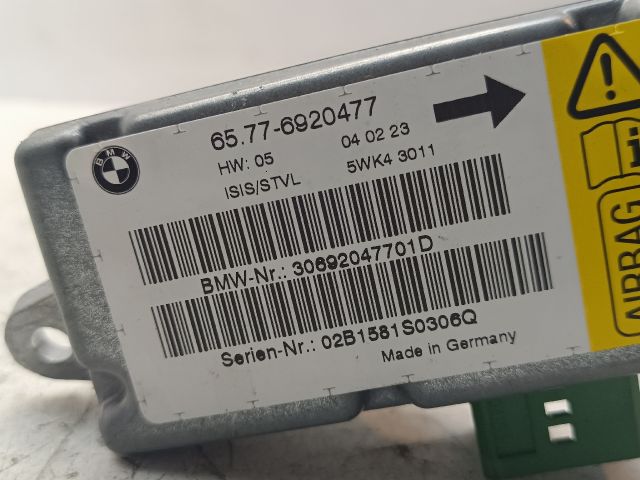 65.77-6920477
BMW
HW: 05
04 02 23
ISIS/STVL
5WK4 3011
BMW-Nr.: 30692047701D
Serien-Nr.: 02B1581S0306Q
Made in Germany
!
i
AIRBAG